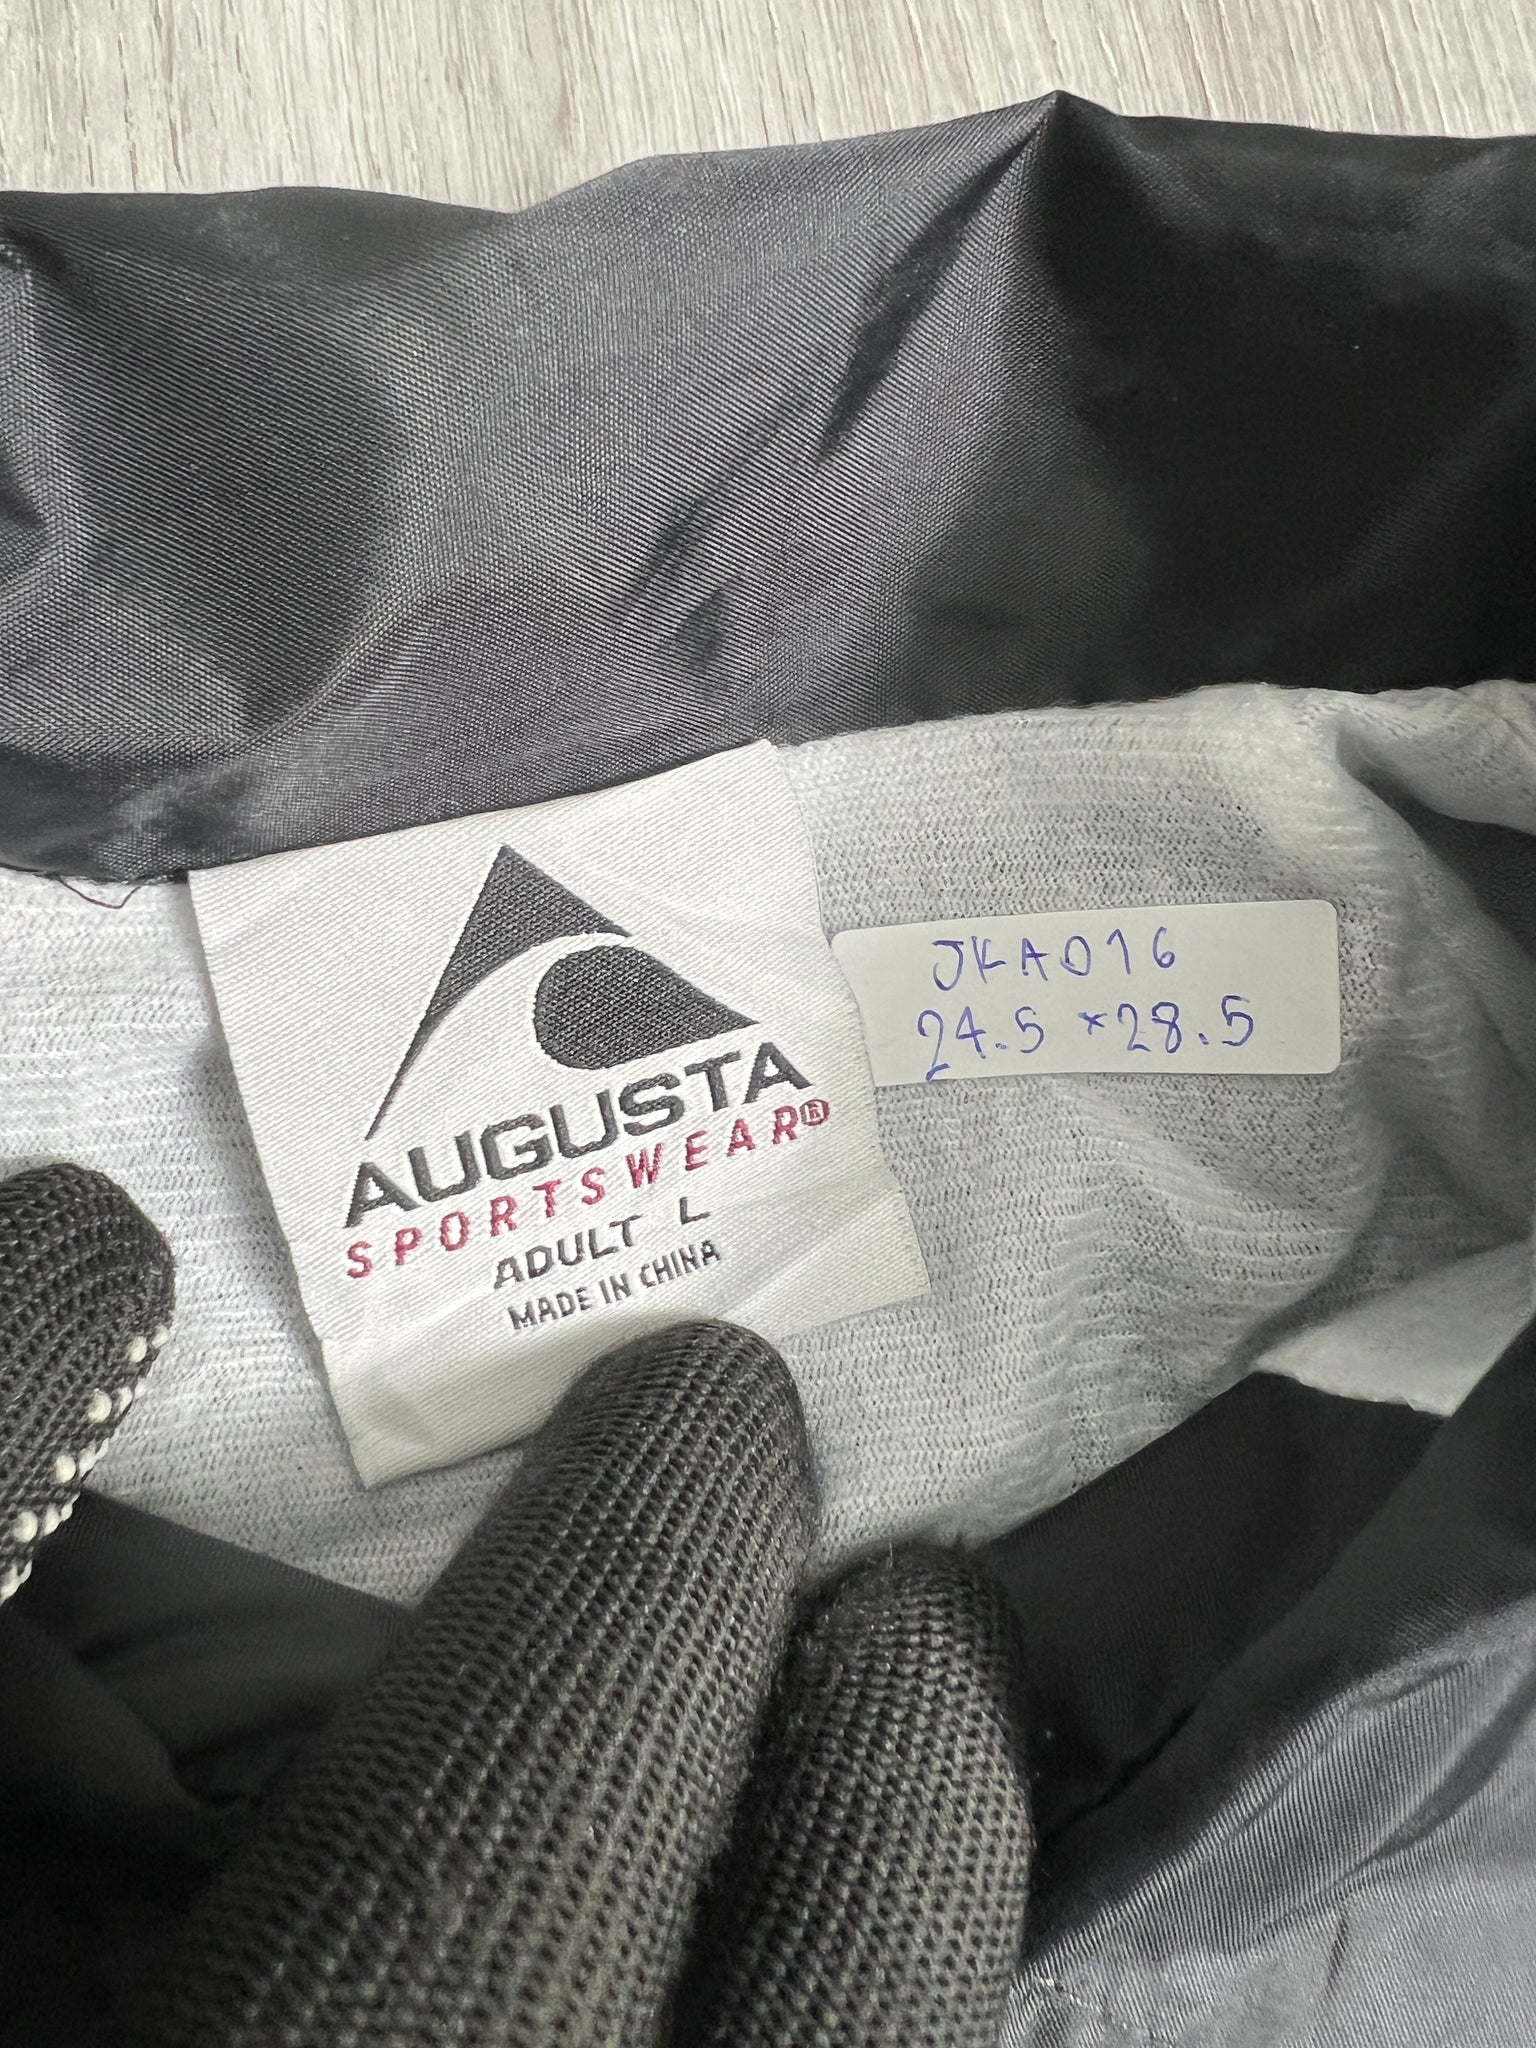 AUGUSTA
SPORTSWEAR®
ADULT L
MADE IN CHINA
JKA016
24.5 × 28.5